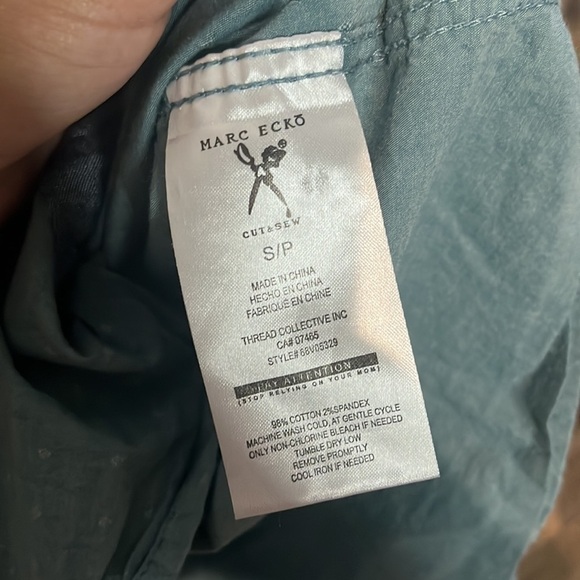 MARC ECKŌ
CUT&SEW
S/P
MADE IN CHINA
HECHO EN CHINA
FABRIQUE EN CHINE
THREAD COLLECTIVE INC
CA# 07465
STYLE# 68V0S329
PAY ATTENTION
(STOP RELYING ON YOUR MOM)
98% COTTON 2%SPANDEX
MACHINE WASH COLD, AT GENTLE CYCLE
ONLY NON-CHLORINE BLEACH IF NEEDED
TUMBLE DRY LOW
REMOVE PROMPTLY
COOL IRON IF NEEDED